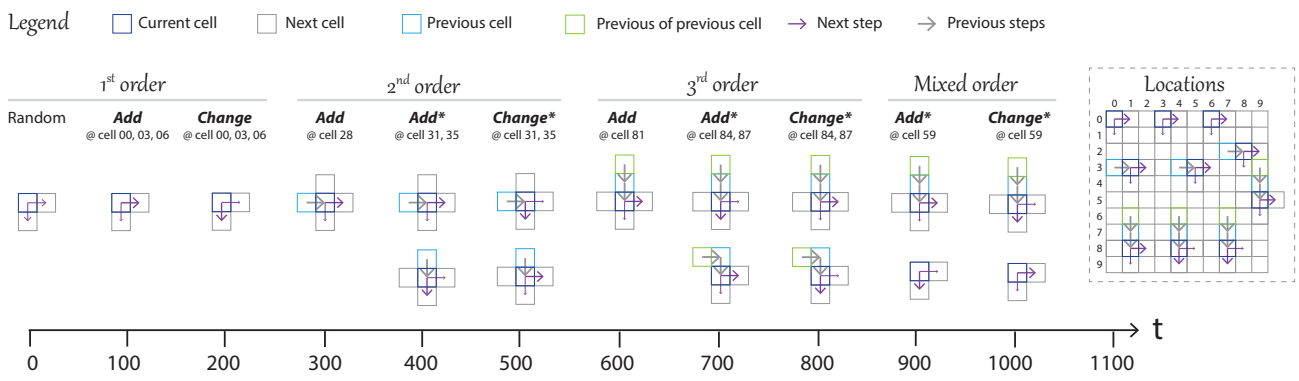 Legend Current cell Next cell Previous cell Previous of previous cell Next step Previous steps
1st order 2nd order 3rd order Mixed order Locations
Random Add Change Add Add* Change* Add Add* Change* Add* Change*
@ cell 00, 03, 06 @ cell 00, 03, 06 @ cell 28 @ cell 31, 35 @ cell 31, 35 @ cell 81 @ cell 84, 87 @ cell 84, 87 @ cell 59 @ cell 59
0 1 2 3 4 5 6 7 8 9
0
1
2
3
4
5
6
7
8
9
t
0 100 200 300 400 500 600 700 800 900 1000 1100